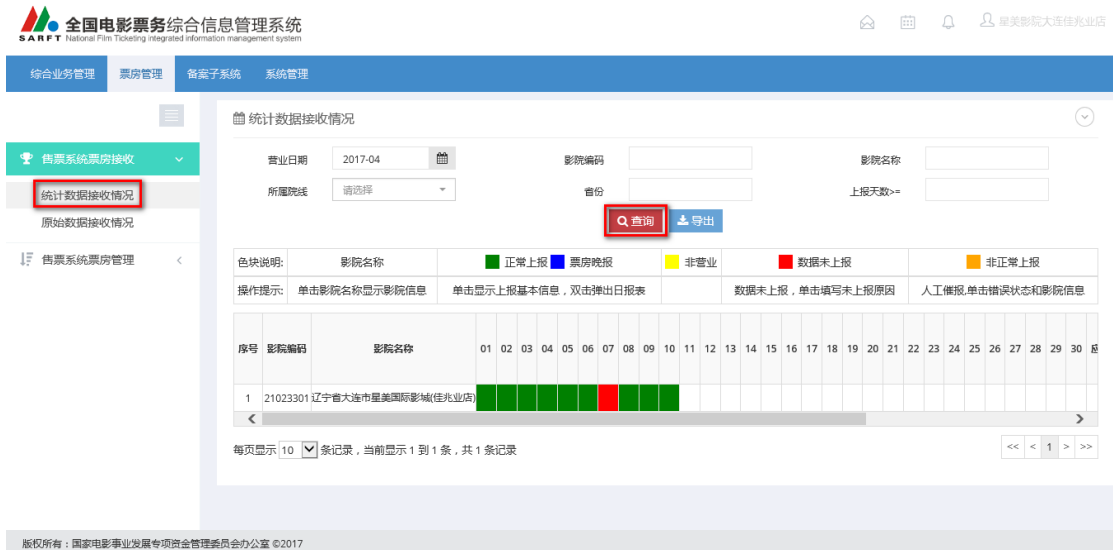 全国电影票务综合信息管理系统
SARFT National Film Ticketing integrated information management system
星美影院大连佳兆业店
综合业务管理 票房管理 备案子系统 系统管理
统计数据接收情况
售票系统票房接收
统计数据接收情况
原始数据接收情况
售票系统票房管理
营业日期 2017-04 影院编码 影院名称
所属院线 请选择 省份 上报天数>=
查询 导出
色块说明: 影院名称 正常上报 票房晚报 非营业 数据未上报 非正常上报
操作提示: 单击影院名称显示影院信息 单击显示上报基本信息，双击弹出日报表 数据未上报，单击填写未上报原因 人工催报,单击错误状态和影院信息
序号 影院编码 影院名称 01 02 03 04 05 06 07 08 09 10 11 12 13 14 15 16 17 18 19 20 21 22 23 24 25 26 27 28 29 30
1 21023301 辽宁省大连市星美国际影城(佳兆业店)
每页显示 10 条记录，当前显示 1 到 1 条，共 1 条记录
<< < 1 > >>
版权所有：国家电影事业发展专项资金管理委员会办公室 ©2017